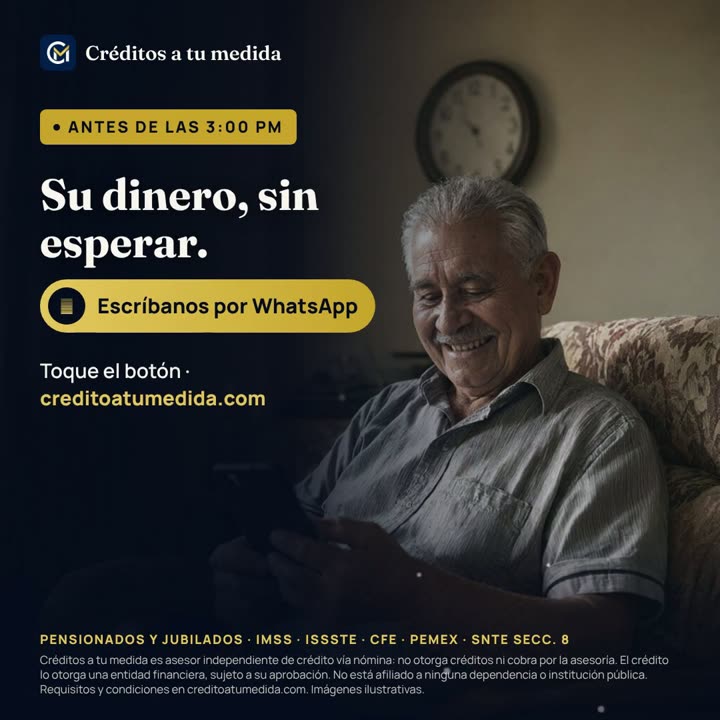 Créditos a tu medida
• ANTES DE LAS 3:00 PM
Su dinero, sin
esperar.
Escríbanos por WhatsApp
Toque el botón ·
creditoatumedida.com
PENSIONADOS Y JUBILADOS · IMSS · ISSSTE · CFE · PEMEX · SNTE SECC. 8
Créditos a tu medida es asesor independiente de crédito vía nómina: no otorga créditos ni cobra por la asesoría. El crédito
lo otorga una entidad financiera, sujeto a su aprobación. No está afiliado a ninguna dependencia o institución pública.
Requisitos y condiciones en creditoatumedida.com. Imágenes ilustrativas.